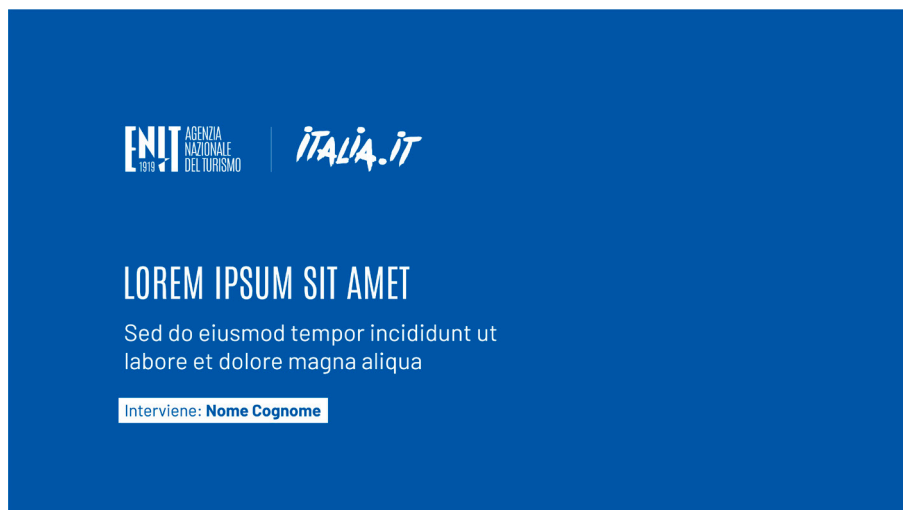 ENIT
1919
AGENZIA
NAZIONALE
DEL TURISMO
iTALiA.iT
LOREM IPSUM SIT AMET
Sed do eiusmod tempor incididunt ut
labore et dolore magna aliqua
Interviene: Nome Cognome